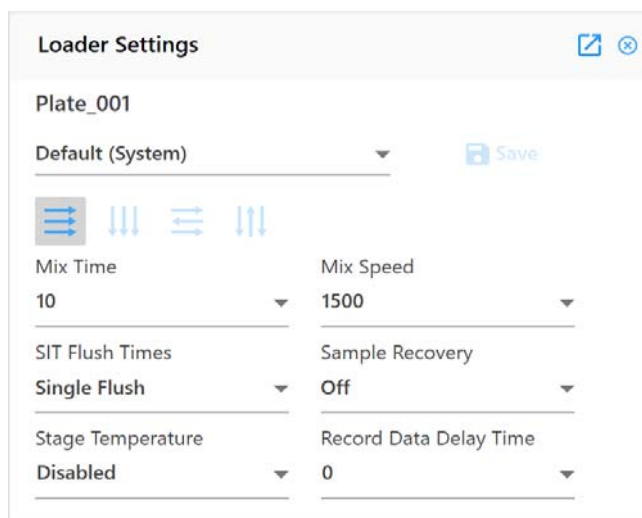 Loader Settings
Plate_001
Default (System)
Save
Mix Time
Mix Speed
10
1500
SIT Flush Times
Sample Recovery
Single Flush
Off
Stage Temperature
Record Data Delay Time
Disabled
0